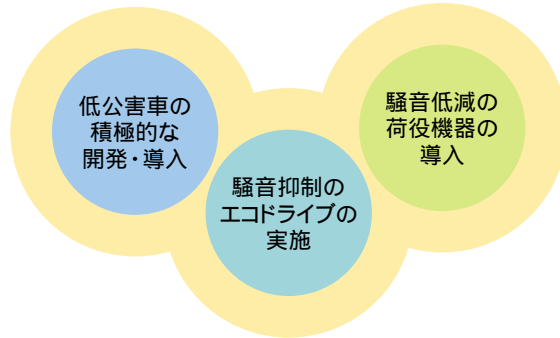 低公害車の
積極的な
開発・導入
騒音抑制の
エコドライブの
実施
騒音低減の
荷役機器の
導入